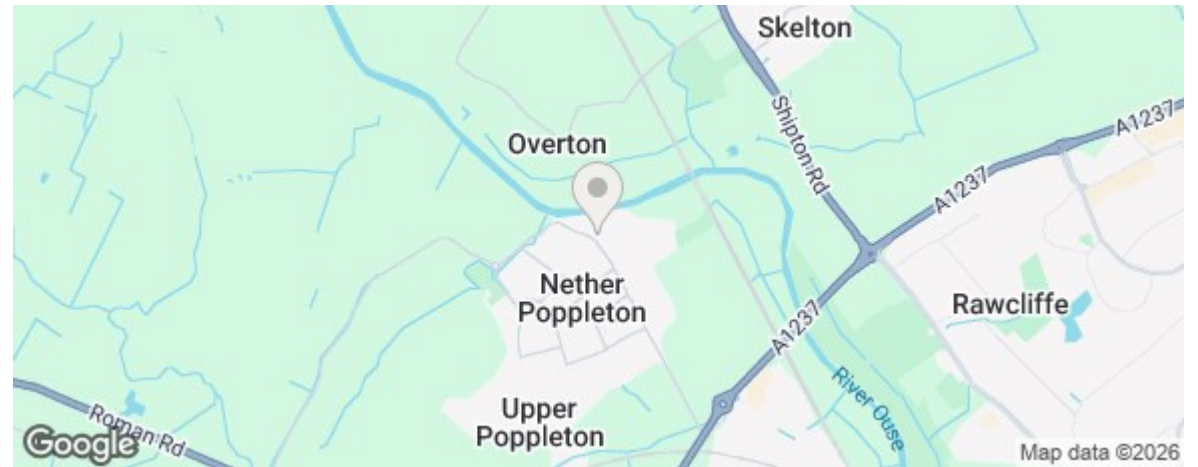 Skelton
Shipton Rd
A1237
Overton
A1237
Nether
Poppleton
Rawcliffe
A1237
River Ouse
Upper
Poppleton
Roman Rd
Google
Map data ©2026